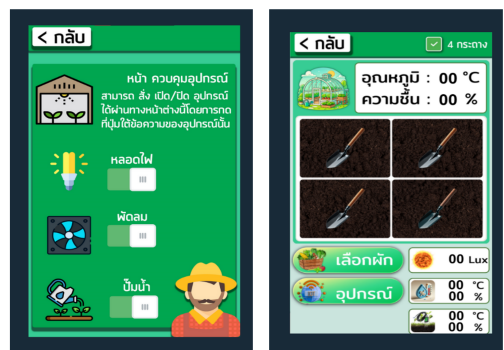 < กลับ
หน้า ควบคุมอุปกรณ์
สามารถ สั่ง เปิด/ปิด อุปกรณ์
ได้ผ่านทางหน้าต่างนี้โดยการกด
ที่ปุ่มใต้ข้อความของอุปกรณ์นั้น
หลอดไฟ
พัดลม
ปั๊มน้ำ
< กลับ
4 กระถาง
อุณหภูมิ : 00 °C
ความชื้น : 00 %
เลือกผัก
00 Lux
อุปกรณ์
00 °C
00 %
00 °C
00 %